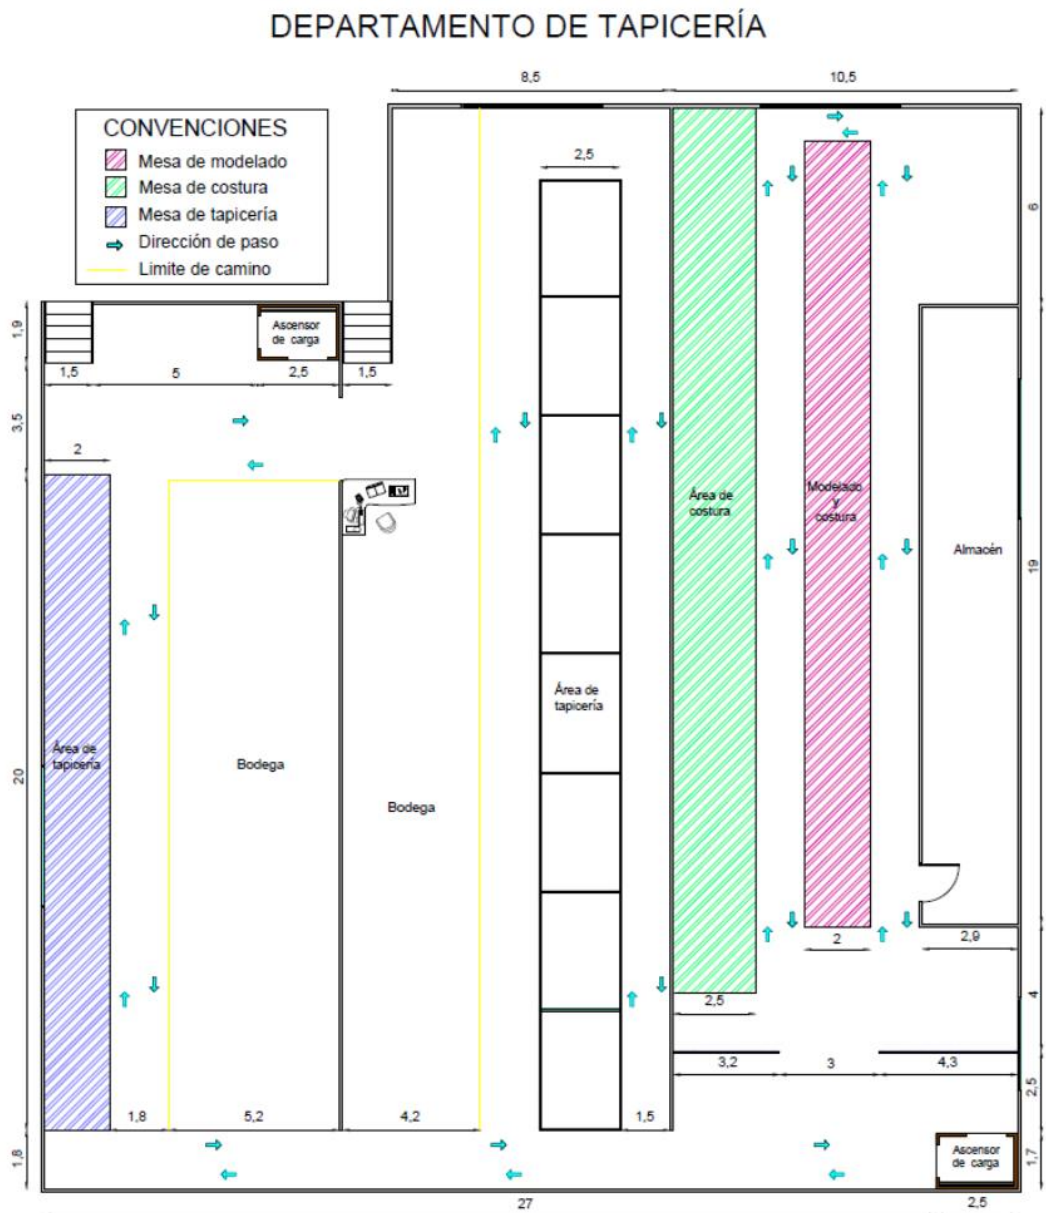 DEPARTAMENTO DE TAPICERÍA
8,5
10,5
CONVENCIONES
Mesa de modelado
Mesa de costura
Mesa de tapicería
Dirección de paso
Limite de camino
2,5
6
1,9
Ascensor
de carga
1,5
5
2,5
1,5
3,5
2
Área de
costura
Modelado
y
costura
Almacén
19
Área de
tapicería
Área de
tapicería
Bodega
Bodega
20
2
2,9
2,5
4
3,2
3
4,3
2,5
1,8
5,2
4,2
1,5
1,8
Ascensor
de carga
1,7
27
2,5